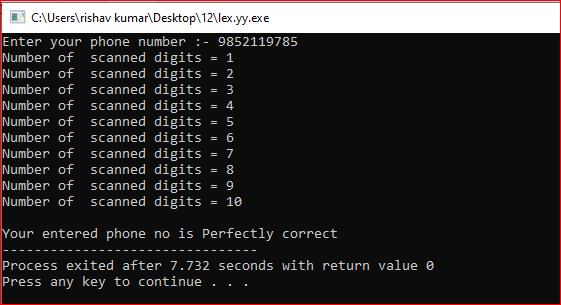 C:\Users\rishav kumar\Desktop\12\lex.yy.exe
Enter your phone number :- 9852119785
Number of  scanned digits = 1
Number of  scanned digits = 2
Number of  scanned digits = 3
Number of  scanned digits = 4
Number of  scanned digits = 5
Number of  scanned digits = 6
Number of  scanned digits = 7
Number of  scanned digits = 8
Number of  scanned digits = 9
Number of  scanned digits = 10
Your entered phone no is Perfectly correct
--------------------------------
Process exited after 7.732 seconds with return value 0
Press any key to continue . . .